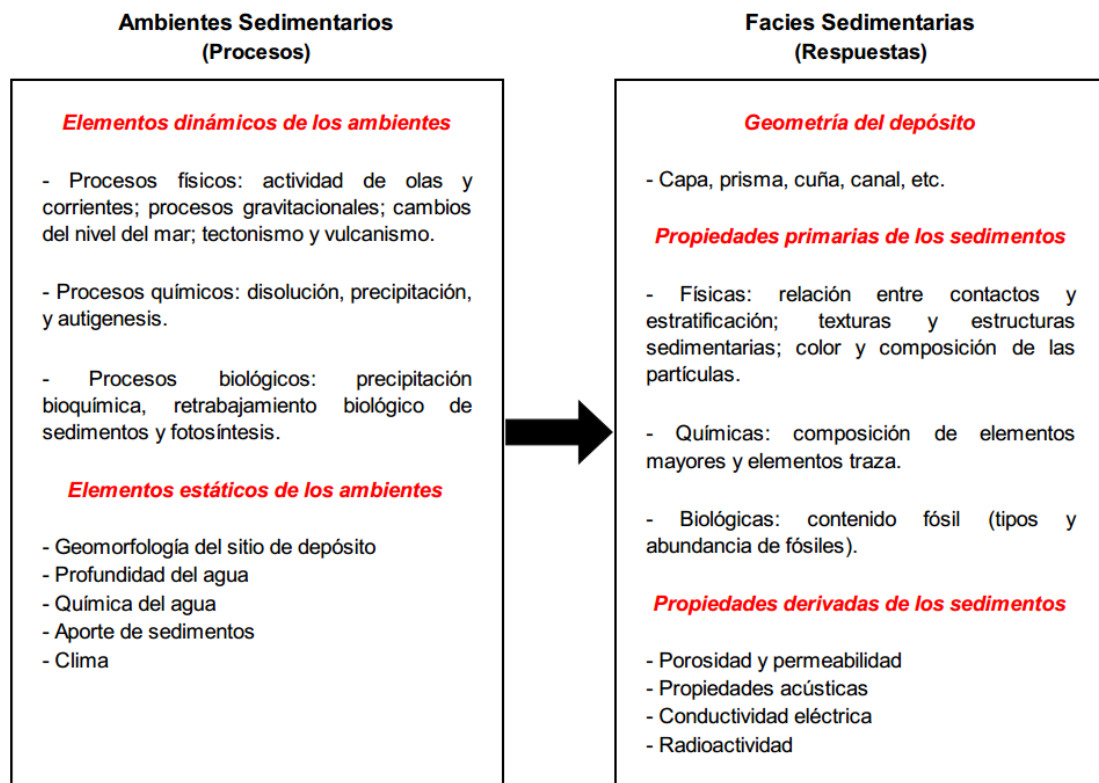 Ambientes Sedimentarios
(Procesos)
Elementos dinámicos de los ambientes
- Procesos físicos: actividad de olas y
corrientes; procesos gravitacionales; cambios
del nivel del mar; tectonismo y vulcanismo.
- Procesos químicos: disolución, precipitación,
y autigenesis.
- Procesos biológicos: precipitación
bioquímica, retrabajamiento biológico de
sedimentos y fotosíntesis.
Elementos estáticos de los ambientes
- Geomorfología del sitio de depósito
- Profundidad del agua
- Química del agua
- Aporte de sedimentos
- Clima
Facies Sedimentarias
(Respuestas)
Geometría del depósito
- Capa, prisma, cuña, canal, etc.
Propiedades primarias de los sedimentos
- Físicas: relación entre contactos y
estratificación; texturas y estructuras
sedimentarias; color y composición de las
partículas.
- Químicas: composición de elementos
mayores y elementos traza.
- Biológicas: contenido fósil (tipos y
abundancia de fósiles).
Propiedades derivadas de los sedimentos
- Porosidad y permeabilidad
- Propiedades acústicas
- Conductividad eléctrica
- Radioactividad